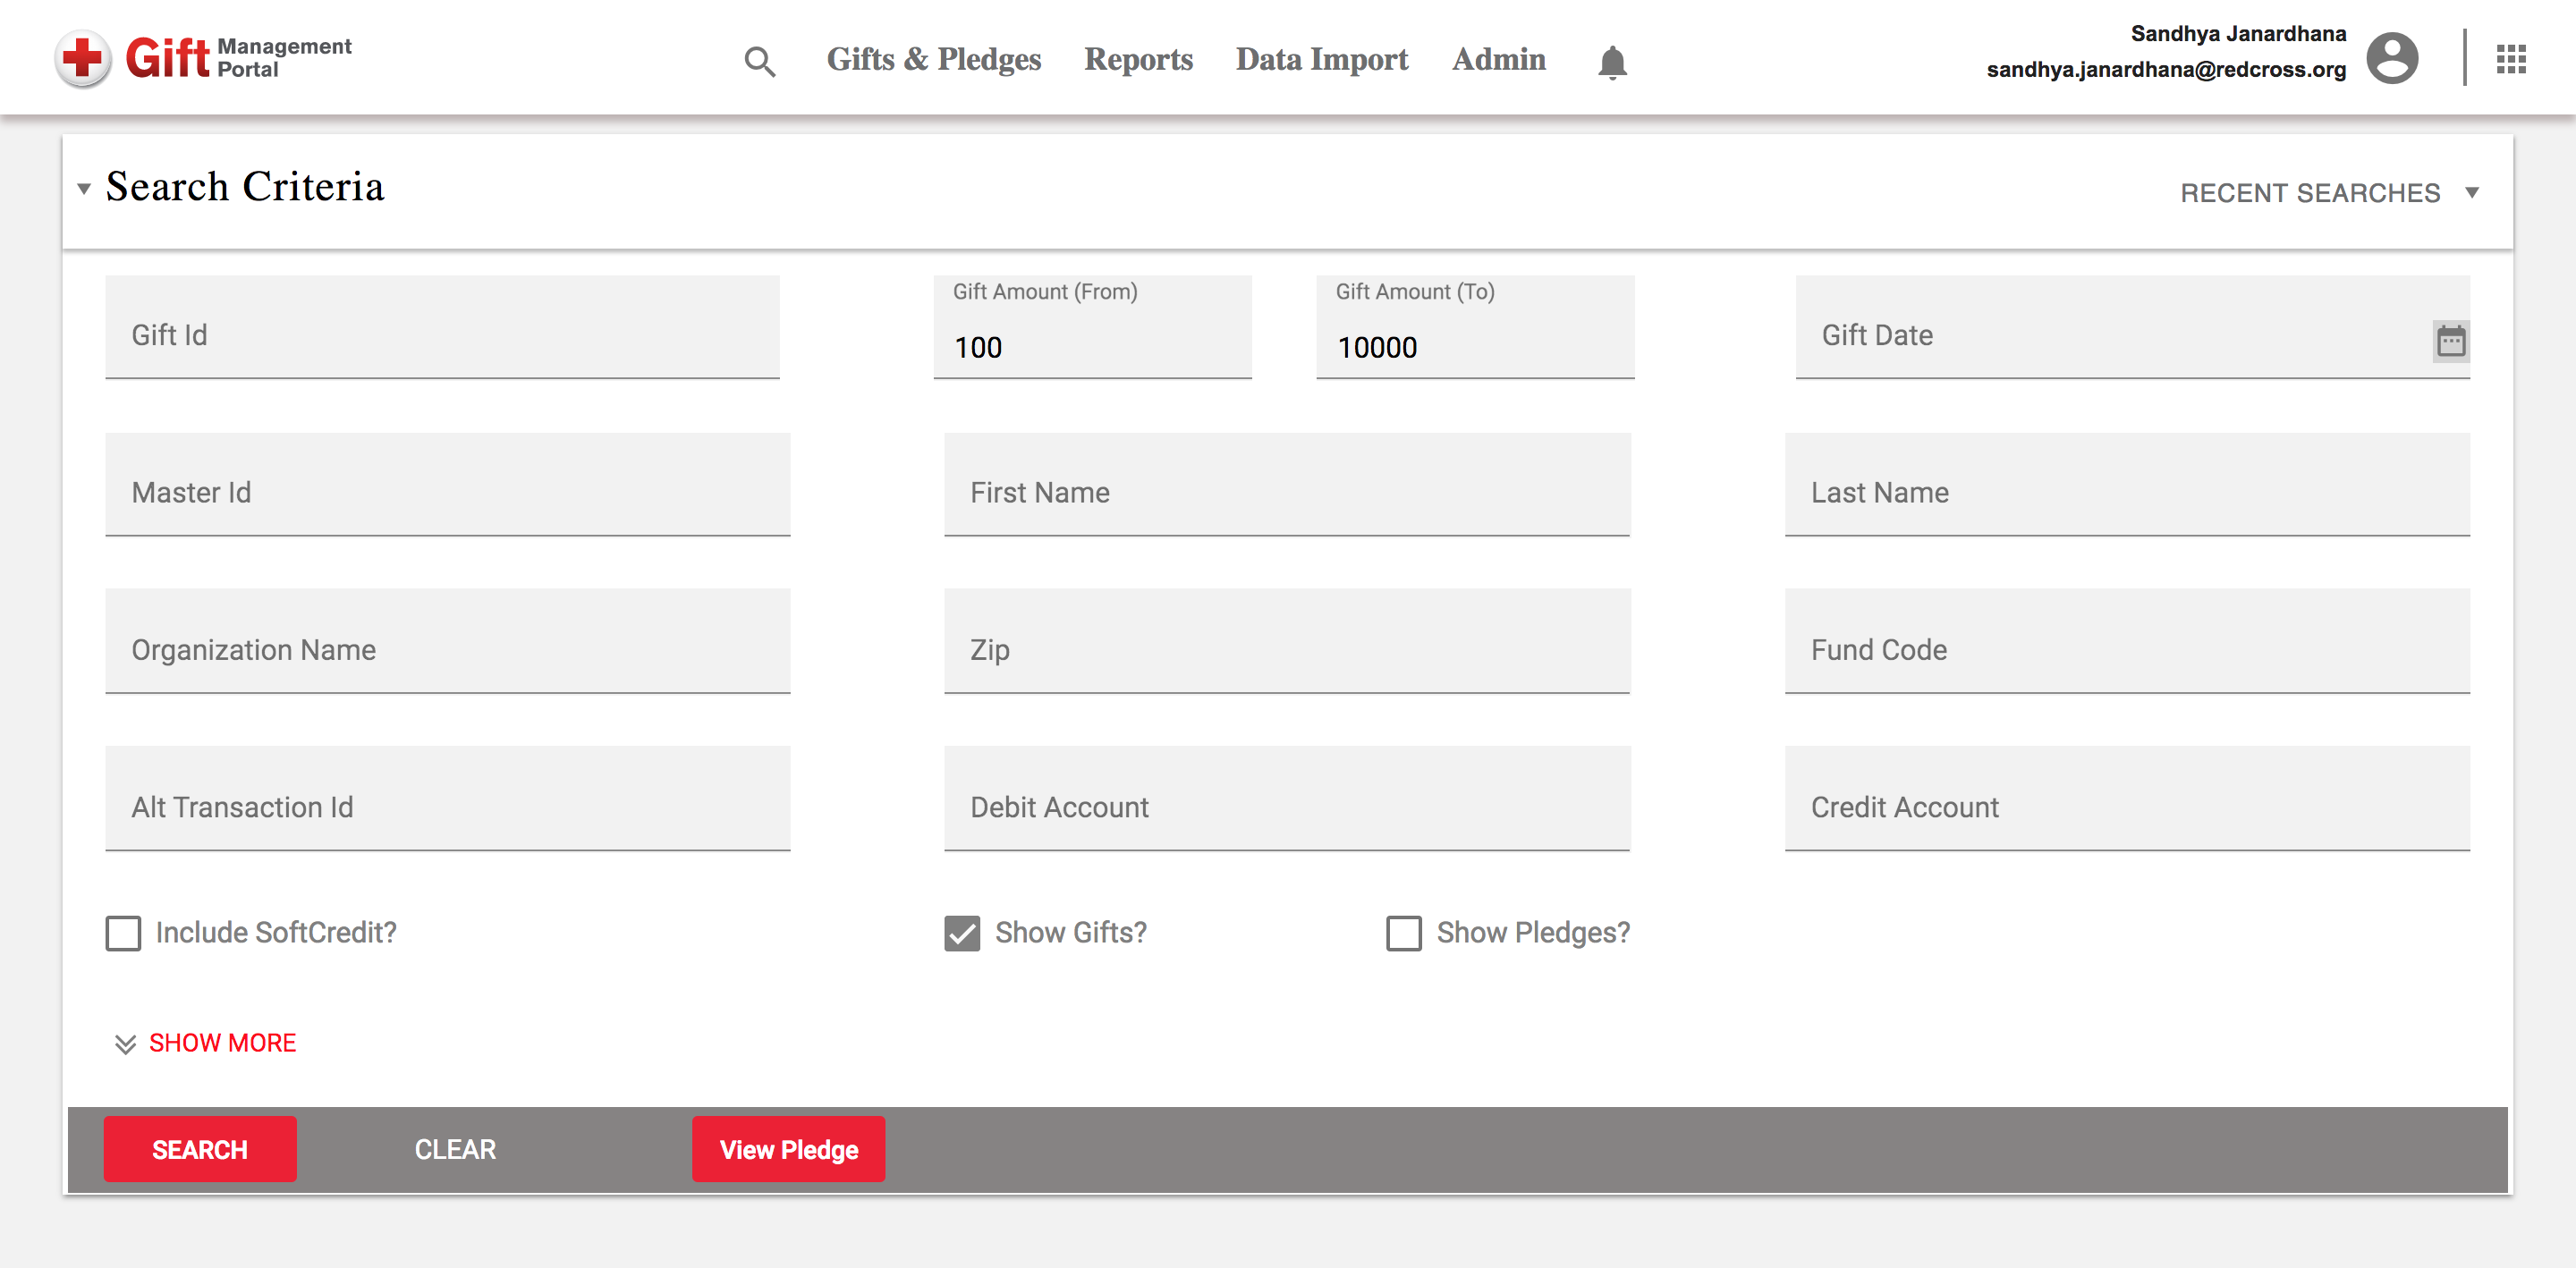 Gift Management Portal
Gifts & Pledges Reports Data Import Admin
Sandhya Janardhana
sandhya.janardhana@redcross.org
Search Criteria
RECENT SEARCHES
Gift Id
Gift Amount (From)
100
Gift Amount (To)
10000
Gift Date
Master Id
First Name
Last Name
Organization Name
Zip
Fund Code
Alt Transaction Id
Debit Account
Credit Account
Include SoftCredit?
Show Gifts?
Show Pledges?
SHOW MORE
SEARCH
CLEAR
View Pledge